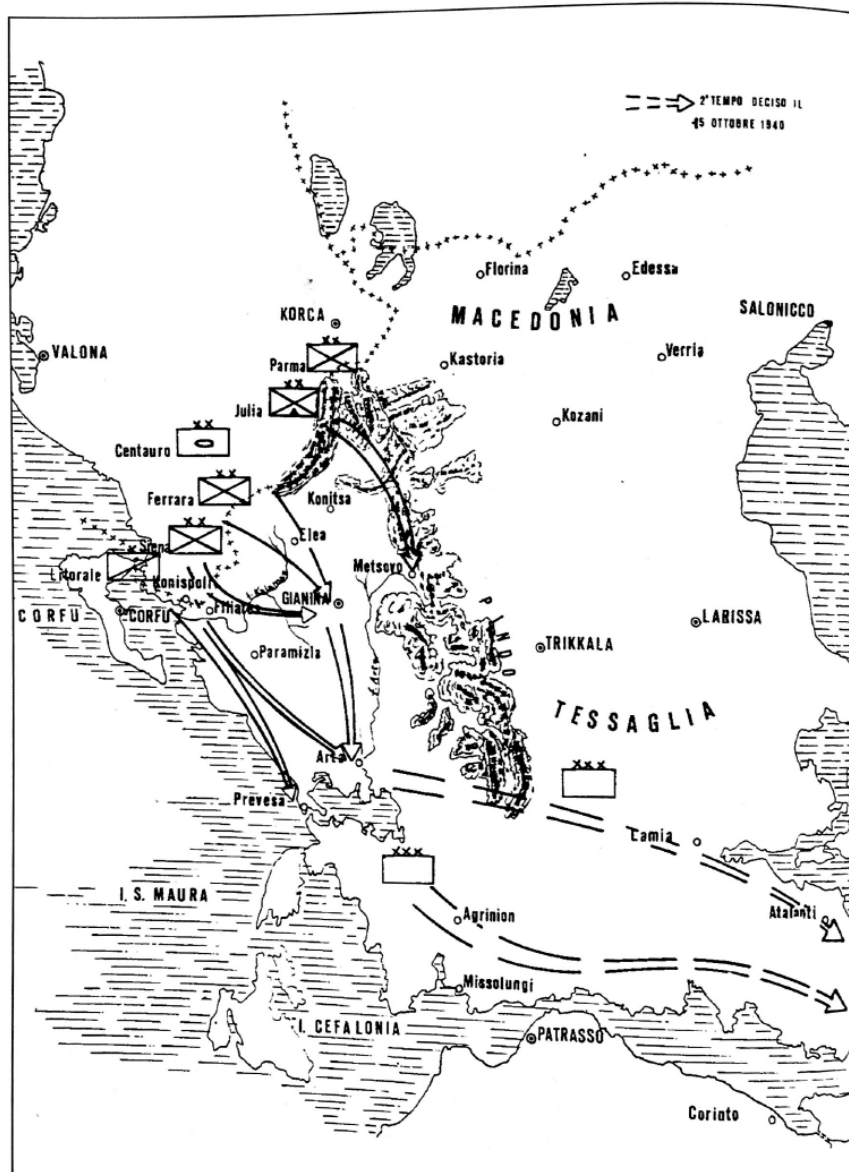 2° TEMPO DECISO IL
15 OTTOBRE 1940
Florina
Edessa
MACEDONIA
SALONICCO
KORCA
VALONA
Parma
Kastoria
Verria
Julia
Kozani
Centauro
Ferrara
Konitsa
Siena
Elea
Metsovo
Litorale
Konispoli
Kalamas
GIANINA
CORFU
CORFU
Filiates
PINDO
LARISSA
TRIKKALA
Paramizla
TESSAGLIA
Arta
Prevesa
Lamia
I. S. MAURA
Agrinion
Atalanti
Missolungi
I. CEFALONIA
PATRASSO
Corinto